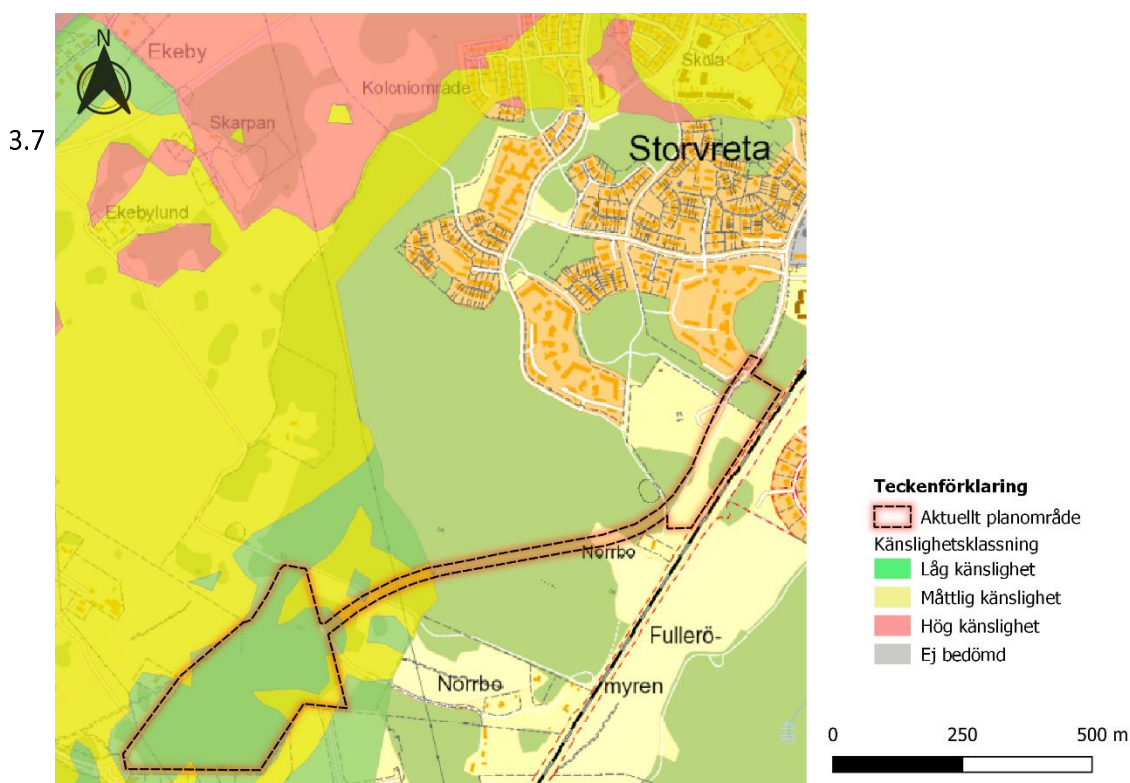 3.7
N
Ekeby
Koloniområde
Skola
Skarpan
Storvreta
Ekebylund
Norrbo
Fullerö-
Norrbo
myren
Teckenförklaring
Aktuellt planområde
Känslighetsklassning
Låg känslighet
Måttlig känslighet
Hög känslighet
Ej bedömd
0 250 500 m